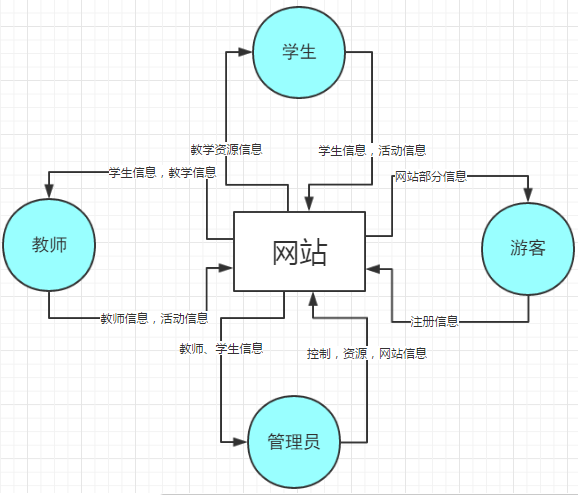 学生
教学资源信息
学生信息，活动信息
学生信息，教学信息
网站部分信息
教师
网站
游客
教师信息，活动信息
注册信息
教师、学生信息
控制，资源，网站信息
管理员